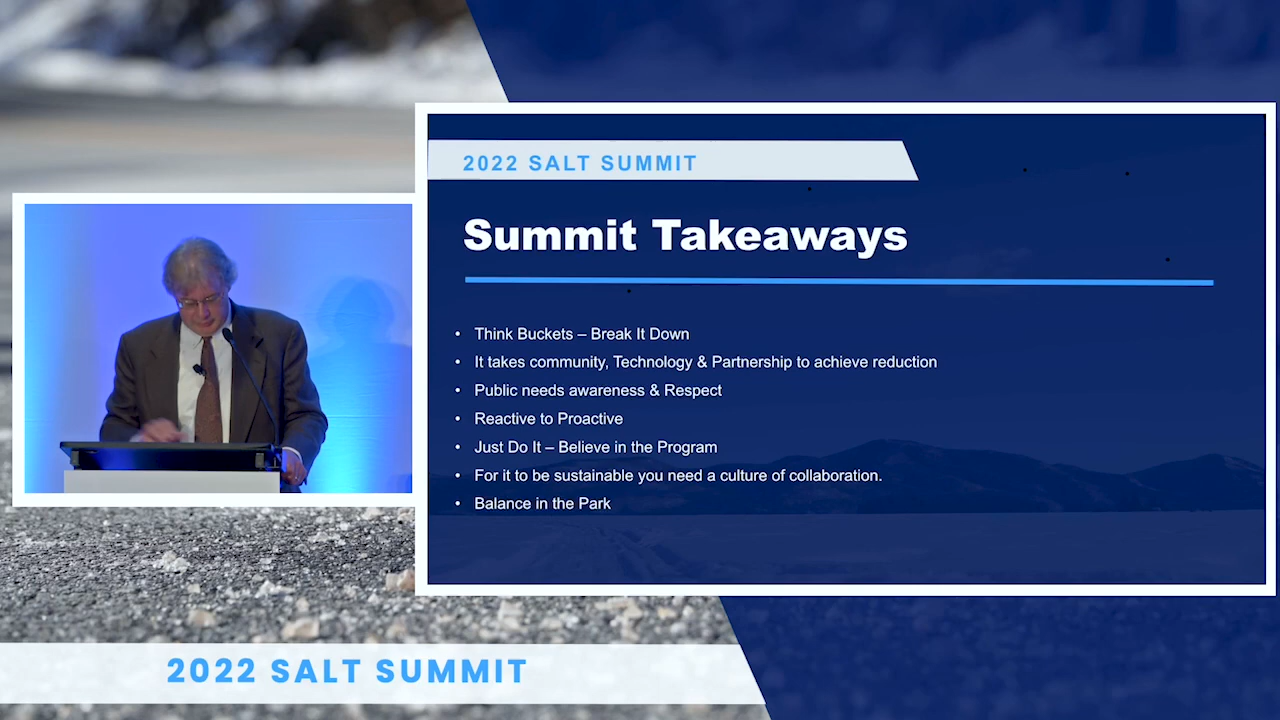 2022 SALT SUMMIT
Summit Takeaways
• Think Buckets – Break It Down
• It takes community, Technology & Partnership to achieve reduction
• Public needs awareness & Respect
• Reactive to Proactive
• Just Do It – Believe in the Program
• For it to be sustainable you need a culture of collaboration.
• Balance in the Park
2022 SALT SUMMIT